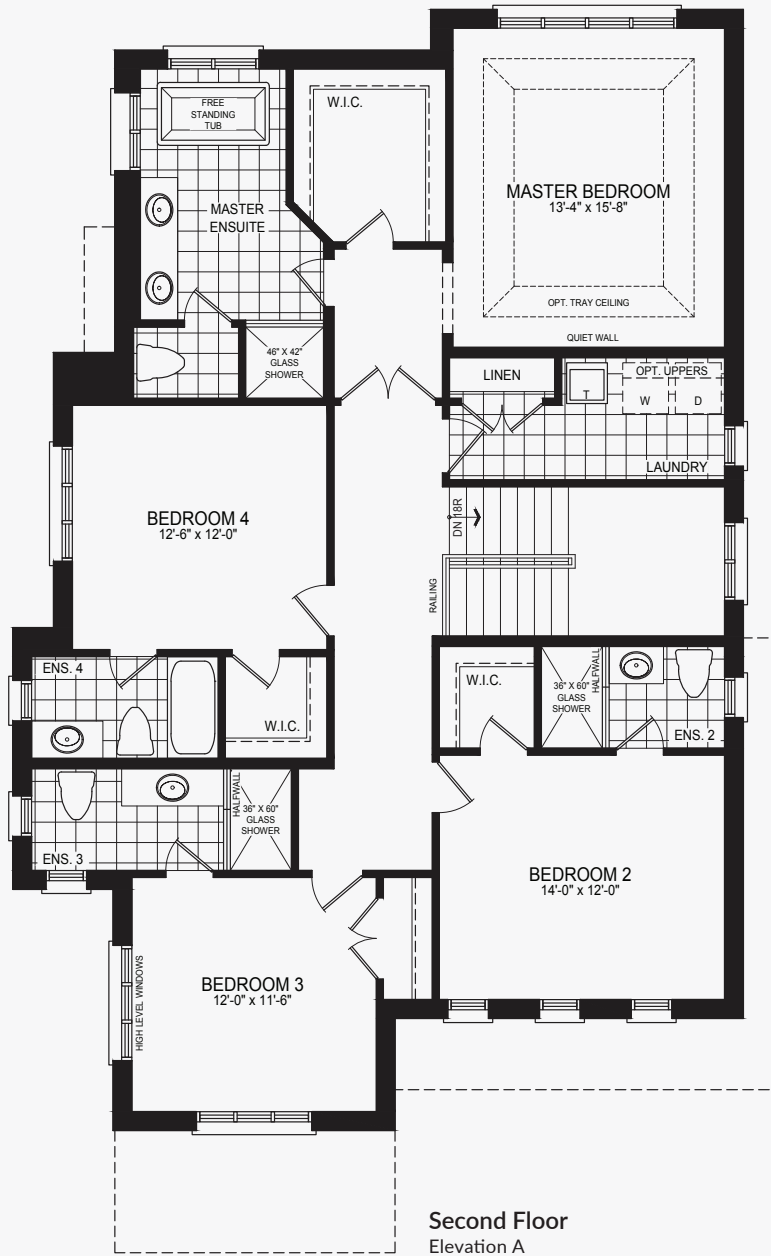 FREE
STANDING
TUB
W.I.C.
MASTER BEDROOM
13'-4" x 15'-8"
MASTER
ENSUITE
OPT. TRAY CEILING
QUIET WALL
46" X 42"
GLASS
SHOWER
LINEN
OPT. UPPERS
T
W
D
LAUNDRY
BEDROOM 4
12'-6" x 12'-0"
DN 18R
RAILING
ENS. 4
W.I.C.
W.I.C.
36" X 60"
GLASS
SHOWER
HALFWALL
ENS. 2
HALFWALL
36" X 60"
GLASS
SHOWER
ENS. 3
BEDROOM 2
14'-0" x 12'-0"
BEDROOM 3
12'-0" x 11'-6"
HIGH LEVEL WINDOWS
Second Floor
Elevation A